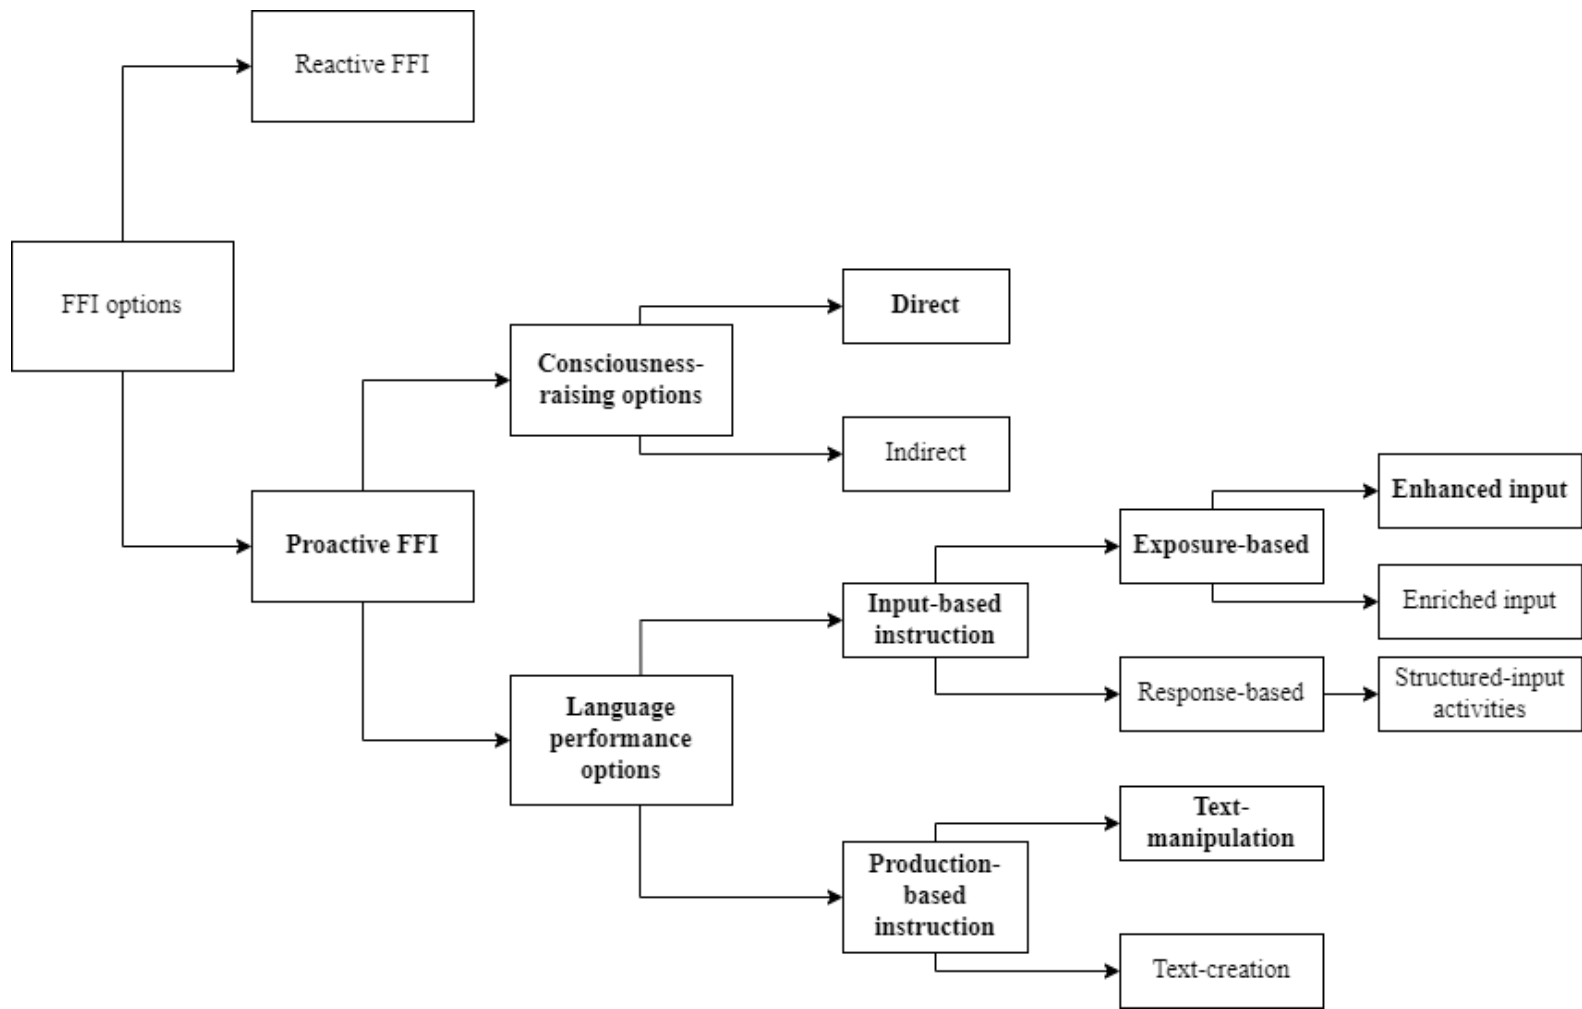 Reactive FFI
FFI options
Direct
Consciousness-
raising options
Indirect
Enhanced input
Proactive FFI
Exposure-based
Enriched input
Input-based
instruction
Response-based
Structured-input
activities
Language
performance
options
Text-
manipulation
Production-
based
instruction
Text-creation